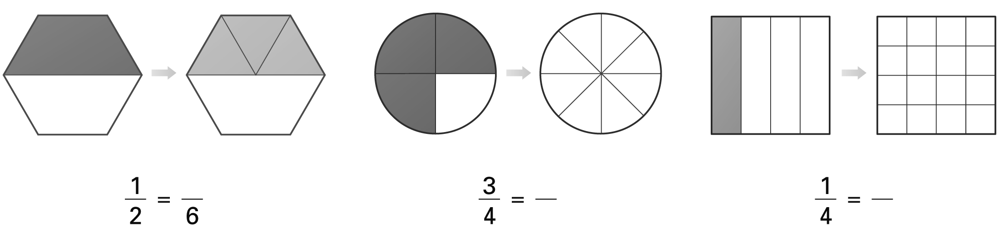 1/2 = /6
3/4 = /
1/4 = /